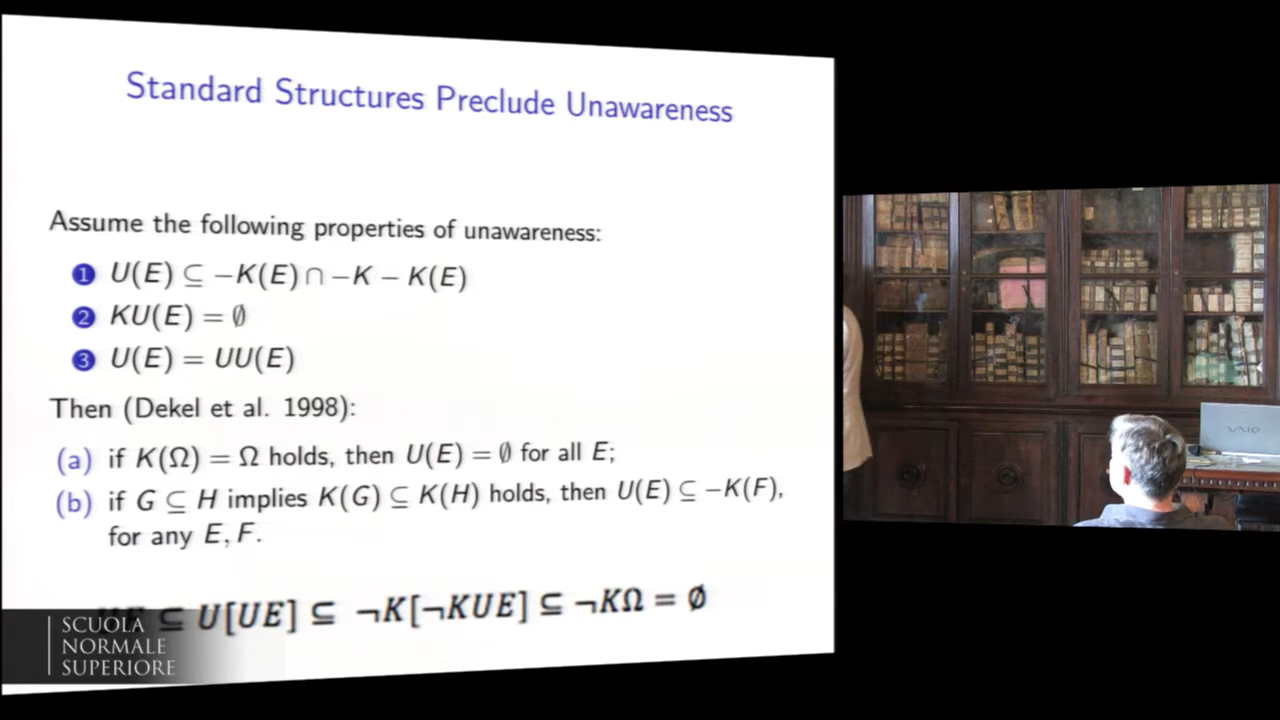 Standard Structures Preclude Unawareness
Assume the following properties of unawareness:
1 U(E) ⊆ −K(E) ∩ −K − K(E)
2 KU(E) = ∅
3 U(E) = UU(E)
Then (Dekel et al. 1998):
(a) if K(Ω) = Ω holds, then U(E) = ∅ for all E;
(b) if G ⊆ H implies K(G) ⊆ K(H) holds, then U(E) ⊆ −K(F),
for any E, F.
⊆ U[UE] ⊆ ¬K[¬KUE] ⊆ ¬KΩ = ∅
SCUOLA
NORMALE
SUPERIORE
VAIO